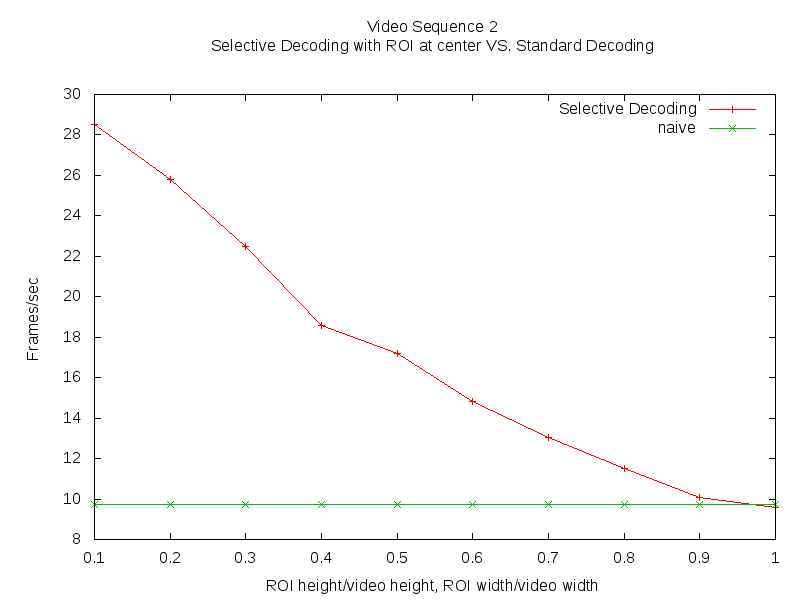 Video Sequence 2
Selective Decoding with ROI at center VS. Standard Decoding
Selective Decoding
naive
30
28
26
24
22
20
18
16
14
12
10
8
Frames/sec
0.1 0.2 0.3 0.4 0.5 0.6 0.7 0.8 0.9 1
ROI height/video height, ROI width/video width